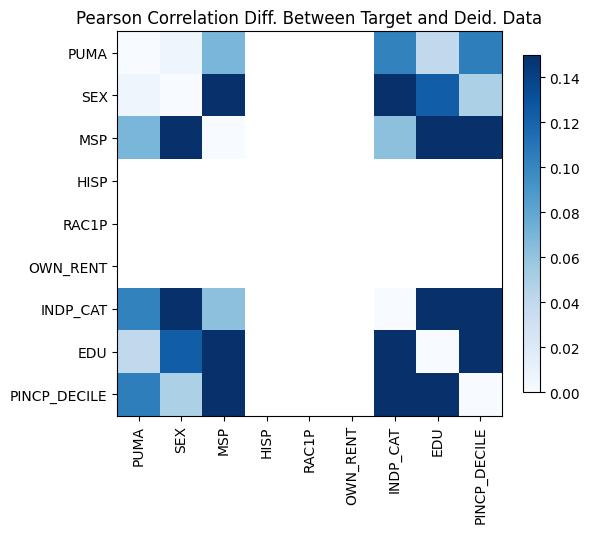 Pearson Correlation Diff. Between Target and Deid. Data
PUMA
SEX
MSP
HISP
RAC1P
OWN_RENT
INDP_CAT
EDU
PINCP_DECILE
PUMA
SEX
MSP
HISP
RAC1P
OWN_RENT
INDP_CAT
EDU
PINCP_DECILE
0.14
0.12
0.10
0.08
0.06
0.04
0.02
0.00